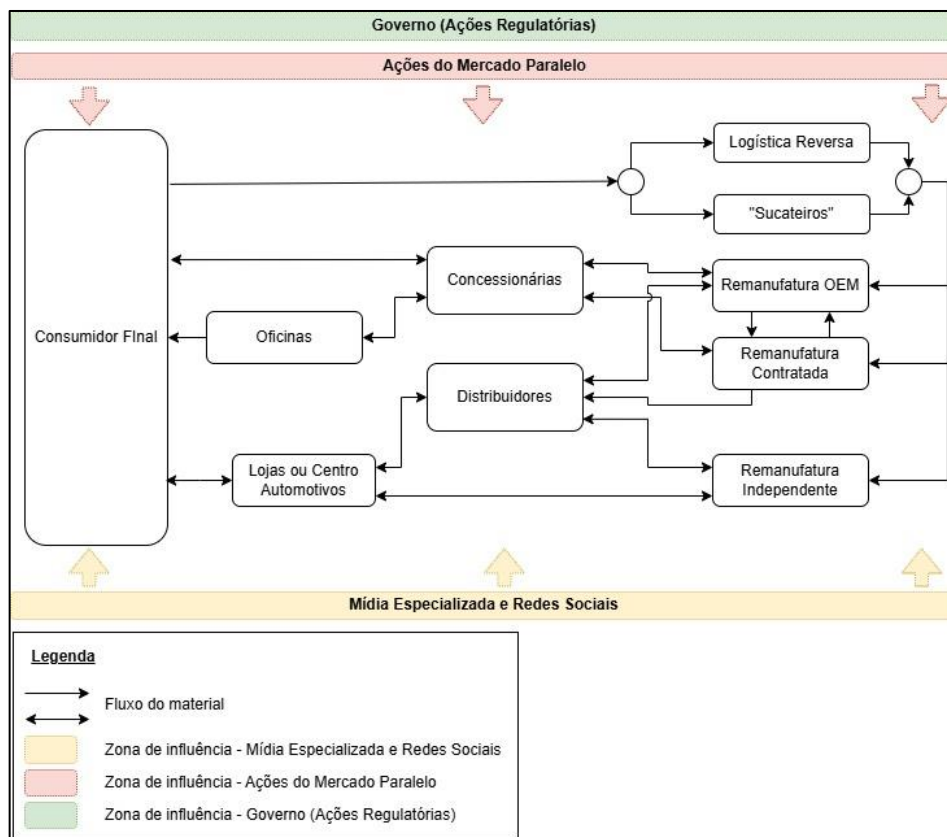 Governo (Ações Regulatórias)
Ações do Mercado Paralelo
Logística Reversa
"Sucateiros"
Concessionárias
Remanufatura OEM
Consumidor FInal
Oficinas
Remanufatura
Contratada
Distribuidores
Lojas ou Centro
Automotivos
Remanufatura
Independente
Mídia Especializada e Redes Sociais
Legenda
Fluxo do material
Zona de influência - Mídia Especializada e Redes Sociais
Zona de influência - Ações do Mercado Paralelo
Zona de influência - Governo (Ações Regulatórias)